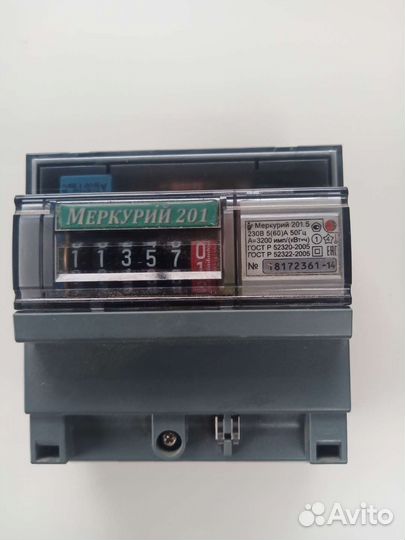 МЕРКУРИЙ 201
1 1 3 5 7 0
Меркурий 201.5
230В 5(60)А 50Гц
А=3200 имп/(кВт•ч)
ГОСТ Р 52320-2005
ГОСТ Р 52322-2005
№ 18172361-14
Avito